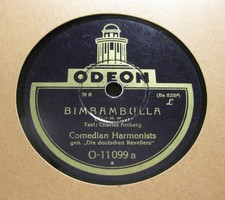 ODEON
BIMBAMBULLA
Text: Charles Amberg
Comedian Harmonists
gen. „Die deutschen Revellers"
O-11099 a